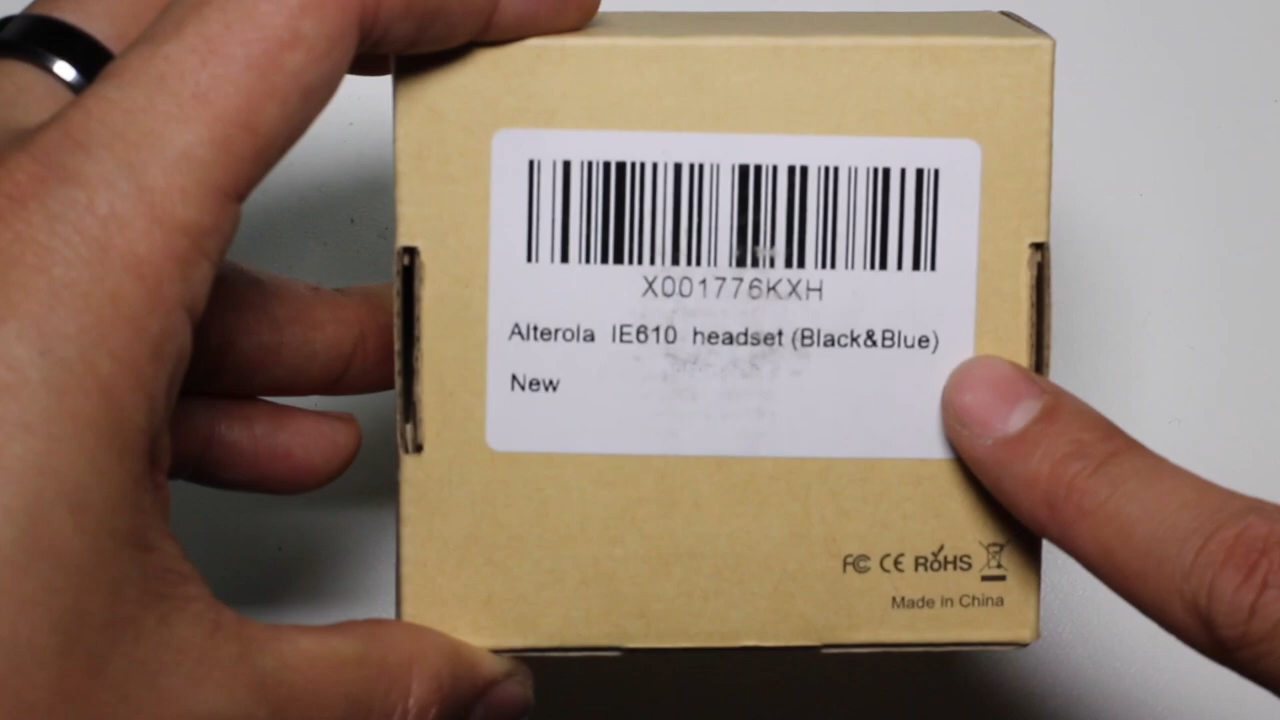 X001776KXH
Alterola IE610 headset (Black&Blue)
New
FC CE RoHS
Made in China